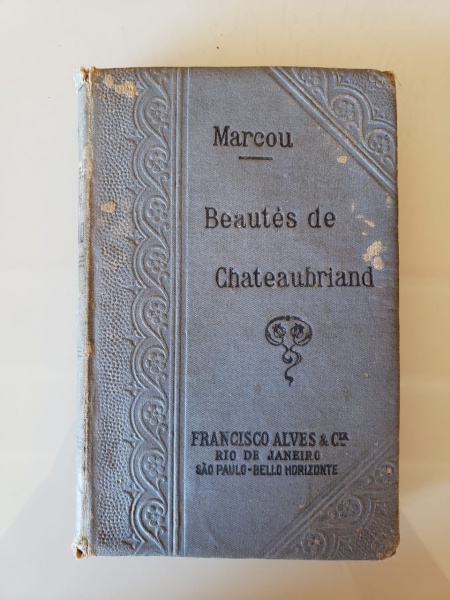 Marcou
Beautés de
Chateaubriand
FRANCISCO ALVES & Cia
RIO DE JANEIRO
SÃO PAULO-BELLO HORIZONTE